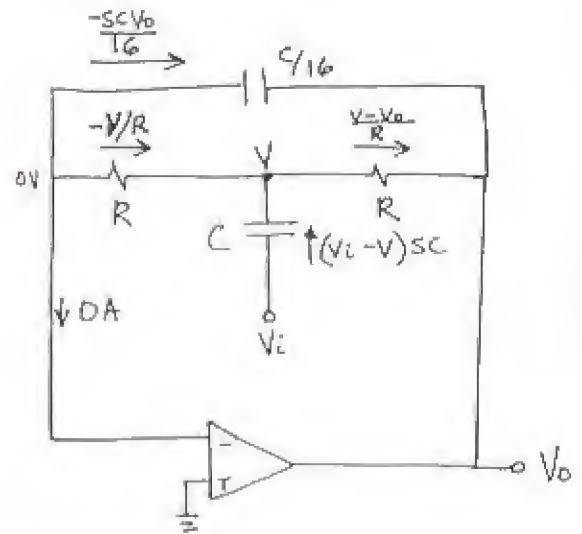 -SCVo/16
C/16
-V/R
V-Vo/R
V
0V
R
R
C
(Vi-V)SC
0A
Vi
-
+
Vo